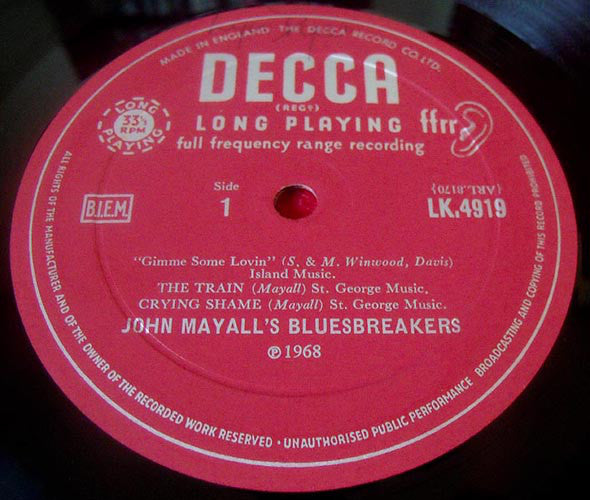 MADE IN ENGLAND THE DECCA RECORD CO. LTD.
DECCA
(REGᵈ)
LONG PLAYING
33⅓
RPM
LONG PLAYING ffrr
full frequency range recording
Side
1
B.I.E.M.
{ARL.8170}
LK.4919
"Gimme Some Lovin" (S. & M. Winwood, Davis)
Island Music.
THE TRAIN (Mayall) St. George Music.
CRYING SHAME (Mayall) St. George Music.
JOHN MAYALL'S BLUESBREAKERS
℗1968
ALL RIGHTS OF THE MANUFACTURER AND OF THE OWNER OF THE RECORDED WORK RESERVED · UNAUTHORISED PUBLIC PERFORMANCE BROADCASTING AND COPYING OF THIS RECORD PROHIBITED